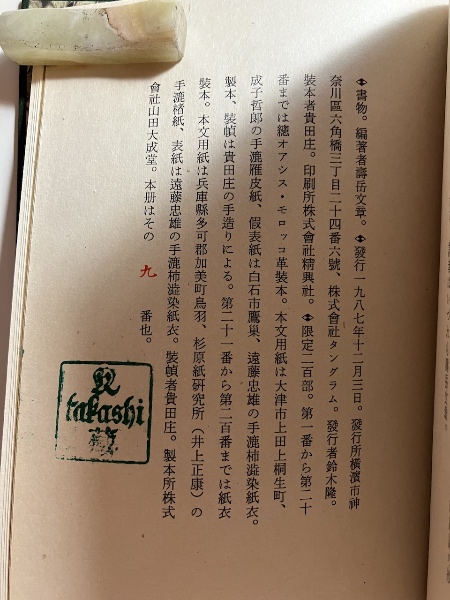 ◆書物。編著者壽岳文章。◆發行一九八七年十二月三日。發行所横濱市神
奈川區六角橋三丁目二十四番六號、株式會社タングラム。發行者鈴木隆。
裝本者貴田庄。印刷所株式會社精興社。◆限定二百部。第一番から第二十
番までは總オアシス・モロッコ革裝本。本文用紙は大津市上田上桐生町、
成子哲郎の手漉雁皮紙、假表紙は白石市鷹巣、遠藤忠雄の手漉柿澁染紙衣。
製本、裝幀は貴田庄の手造りによる。第二十一番から第二百番までは紙衣
裝本。本文用紙は兵庫縣多可郡加美町鳥羽、杉原紙研究所（井上正康）の
手漉楮紙、表紙は遠藤忠雄の手漉柿澁染紙衣。裝幀者貴田庄。製本所株式
會社山田大成堂。本册はその 九 番也。
takashi